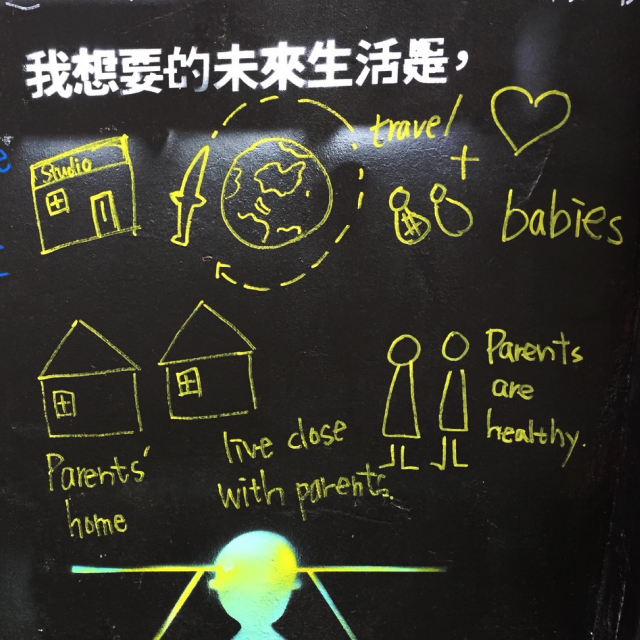 我想要的未來生活是，
Studio
travel
+
babies
Parents
are
healthy.
Parents'
home
live close
with parents.